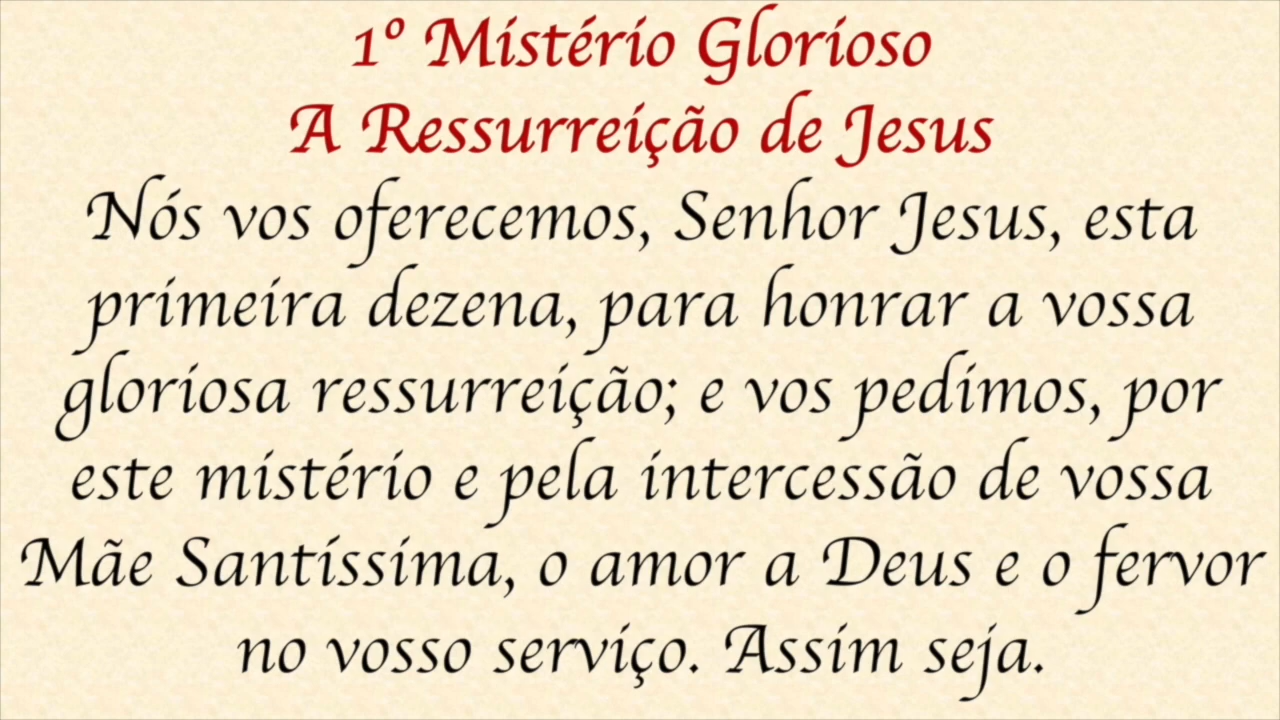 1º Mistério Glorioso
A Ressurreição de Jesus
Nós vos oferecemos, Senhor Jesus, esta
primeira dezena, para honrar a vossa
gloriosa ressurreição; e vos pedimos, por
este mistério e pela intercessão de vossa
Mãe Santíssima, o amor a Deus e o fervor
no vosso serviço. Assim seja.